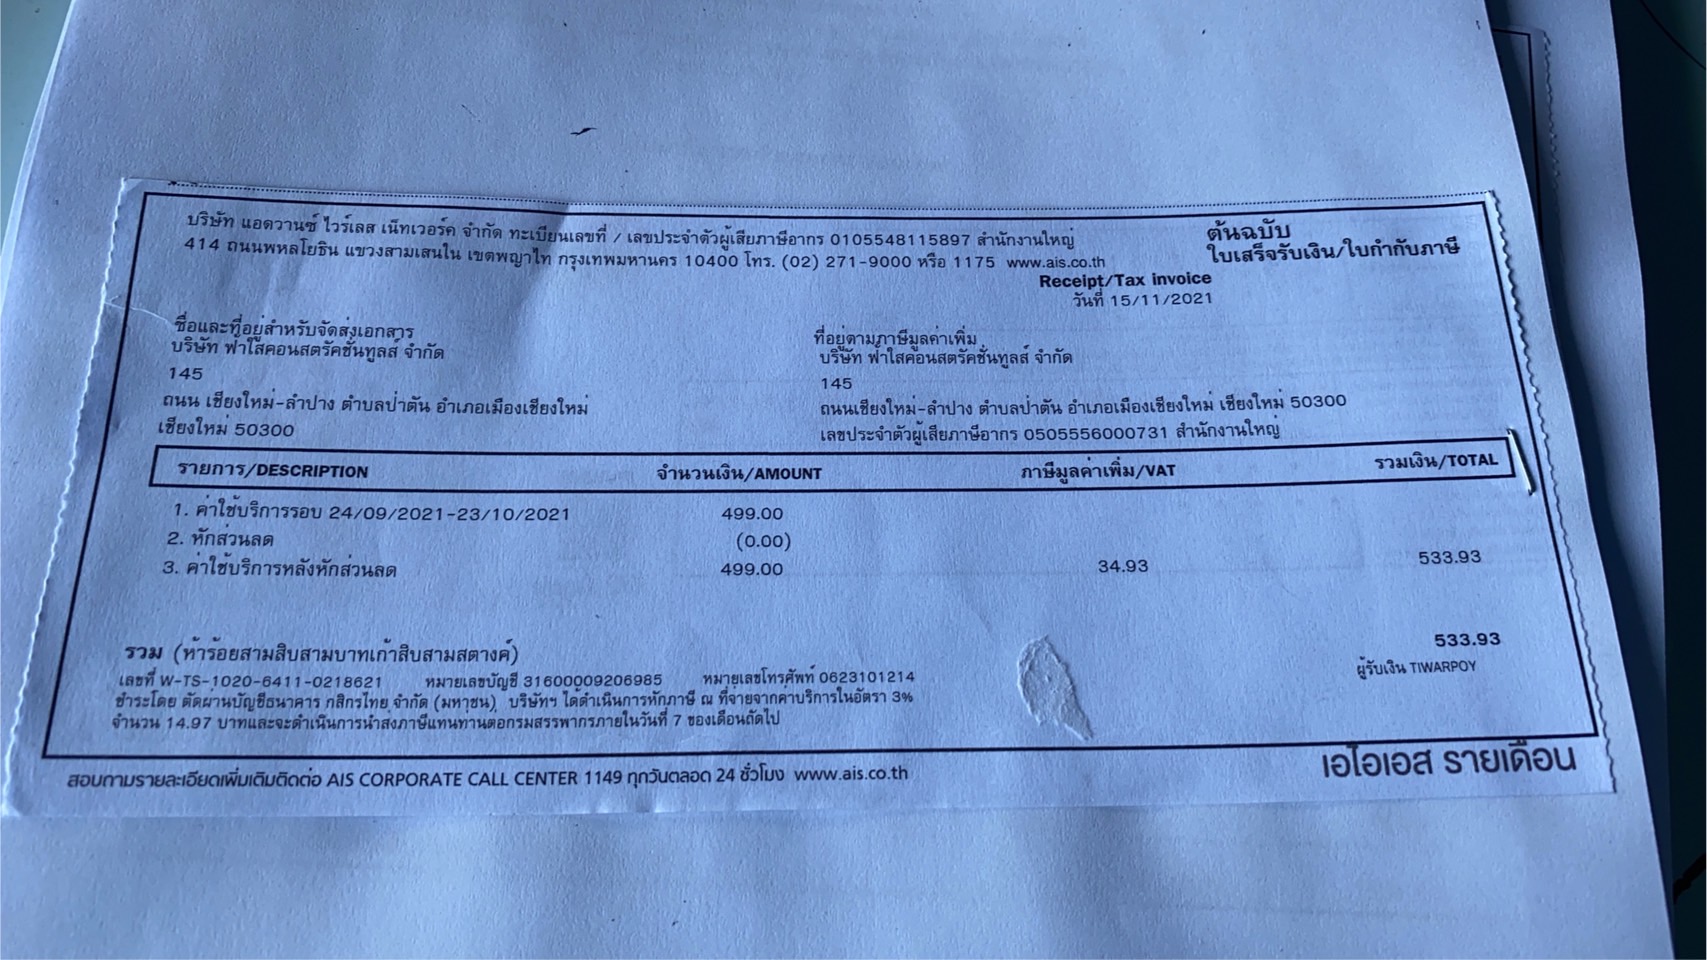 บริษัท แอดวานซ์ ไวร์เลส เน็ทเวอร์ค จำกัด ทะเบียนเลขที่ / เลขประจำตัวผู้เสียภาษีอากร 0105548115897 สำนักงานใหญ่
414 ถนนพหลโยธิน แขวงสามเสนใน เขตพญาไท กรุงเทพมหานคร 10400 โทร. (02) 271-9000 หรือ 1175 www.ais.co.th
ต้นฉบับ
ใบเสร็จรับเงิน/ใบกำกับภาษี
Receipt/Tax invoice
วันที่ 15/11/2021
ชื่อและที่อยู่สำหรับจัดส่งเอกสาร
บริษัท ฟ้าใสคอนสตรัคชั่นทูลส์ จำกัด
145
ถนน เชียงใหม่-ลำปาง ตำบลป่าตัน อำเภอเมืองเชียงใหม่
เชียงใหม่ 50300
ที่อยู่ตามภาษีมูลค่าเพิ่ม
บริษัท ฟ้าใสคอนสตรัคชั่นทูลส์ จำกัด
145
ถนนเชียงใหม่-ลำปาง ตำบลป่าตัน อำเภอเมืองเชียงใหม่ เชียงใหม่ 50300
เลขประจำตัวผู้เสียภาษีอากร 0505556000731 สำนักงานใหญ่
รายการ/DESCRIPTION จำนวนเงิน/AMOUNT ภาษีมูลค่าเพิ่ม/VAT รวมเงิน/TOTAL
1. ค่าใช้บริการรอบ 24/09/2021-23/10/2021 499.00
2. หักส่วนลด (0.00)
3. ค่าใช้บริการหลังหักส่วนลด 499.00 34.93 533.93
รวม (ห้าร้อยสามสิบสามบาทเก้าสิบสามสตางค์) 533.93
เลขที่ W-TS-1020-6411-0218621 หมายเลขบัญชี 31600009206985 หมายเลขโทรศัพท์ 0623101214 ผู้รับเงิน TIWARPOY
ชำระโดย ตัดผ่านบัญชีธนาคาร กสิกรไทย จำกัด (มหาชน) บริษัทฯ ได้ดำเนินการหักภาษี ณ ที่จ่ายจากค่าบริการในอัตรา 3%
จำนวน 14.97 บาทและจะดำเนินการนำส่งภาษีแทนท่านต่อกรมสรรพากรภายในวันที่ 7 ของเดือนถัดไป
สอบถามรายละเอียดเพิ่มเติมติดต่อ AIS CORPORATE CALL CENTER 1149 ทุกวันตลอด 24 ชั่วโมง www.ais.co.th
เอไอเอส รายเดือน